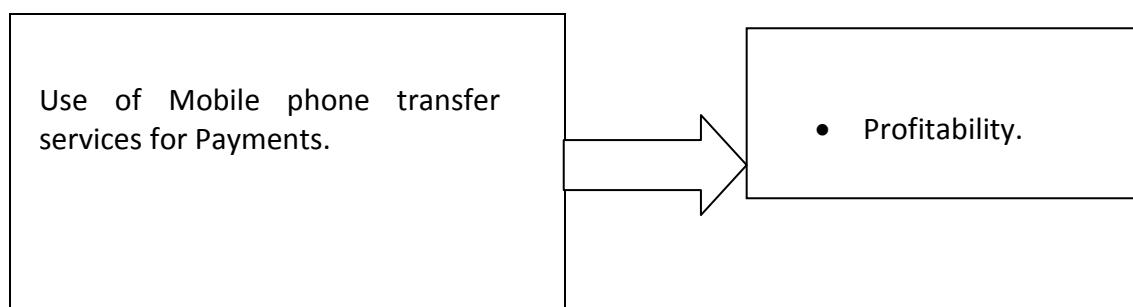 Use of Mobile phone transfer
services for Payments.
• Profitability.